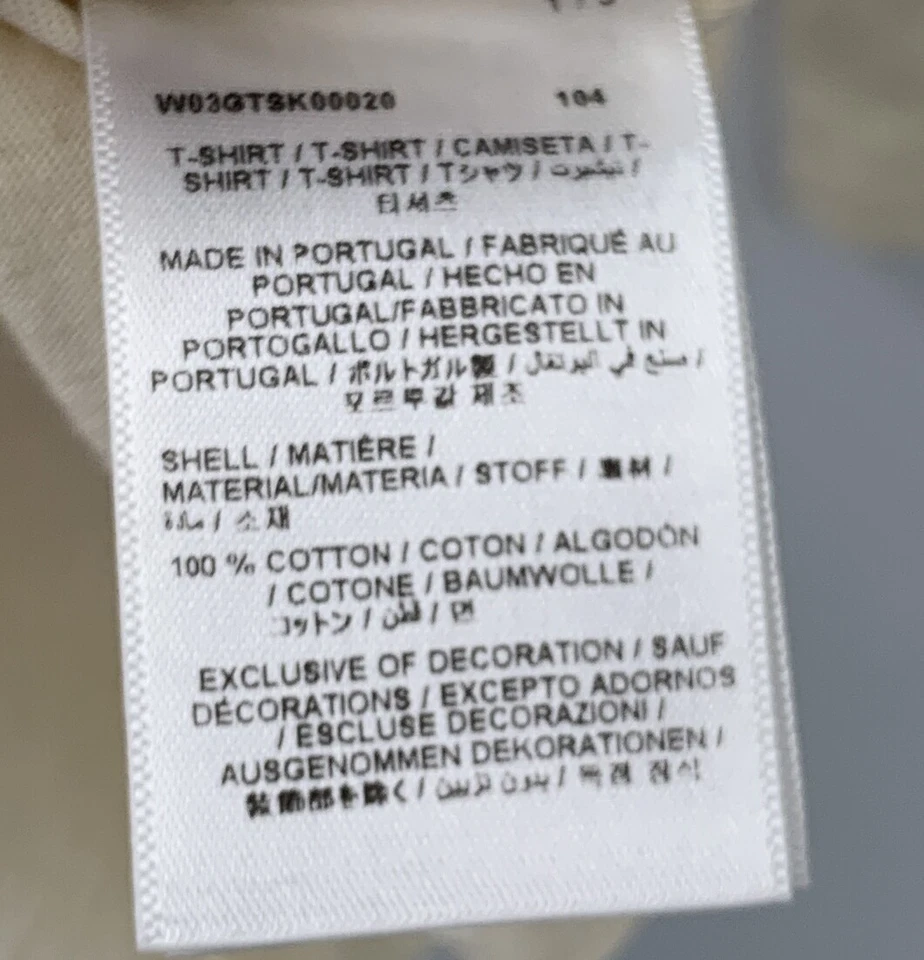 W03GTSK00020 104
T-SHIRT / T-SHIRT / CAMISETA / T-
SHIRT / T-SHIRT / Tシャツ / تيشيرت /
티셔츠
MADE IN PORTUGAL / FABRIQUÉ AU
PORTUGAL / HECHO EN
PORTUGAL/FABBRICATO IN
PORTOGALLO / HERGESTELLT IN
PORTUGAL / ポルトガル製 / صنع في البرتغال /
포르투갈 제조
SHELL / MATIÈRE /
MATERIAL/MATERIA / STOFF / 素材 /
مادة / 소재
100 % COTTON / COTON / ALGODÓN
/ COTONE / BAUMWOLLE /
コットン / قطن / 면
EXCLUSIVE OF DECORATION / SAUF
DÉCORATIONS / EXCEPTO ADORNOS
/ ESCLUSE DECORAZIONI /
AUSGENOMMEN DEKORATIONEN /
装飾部を除く / بدون تزيين /